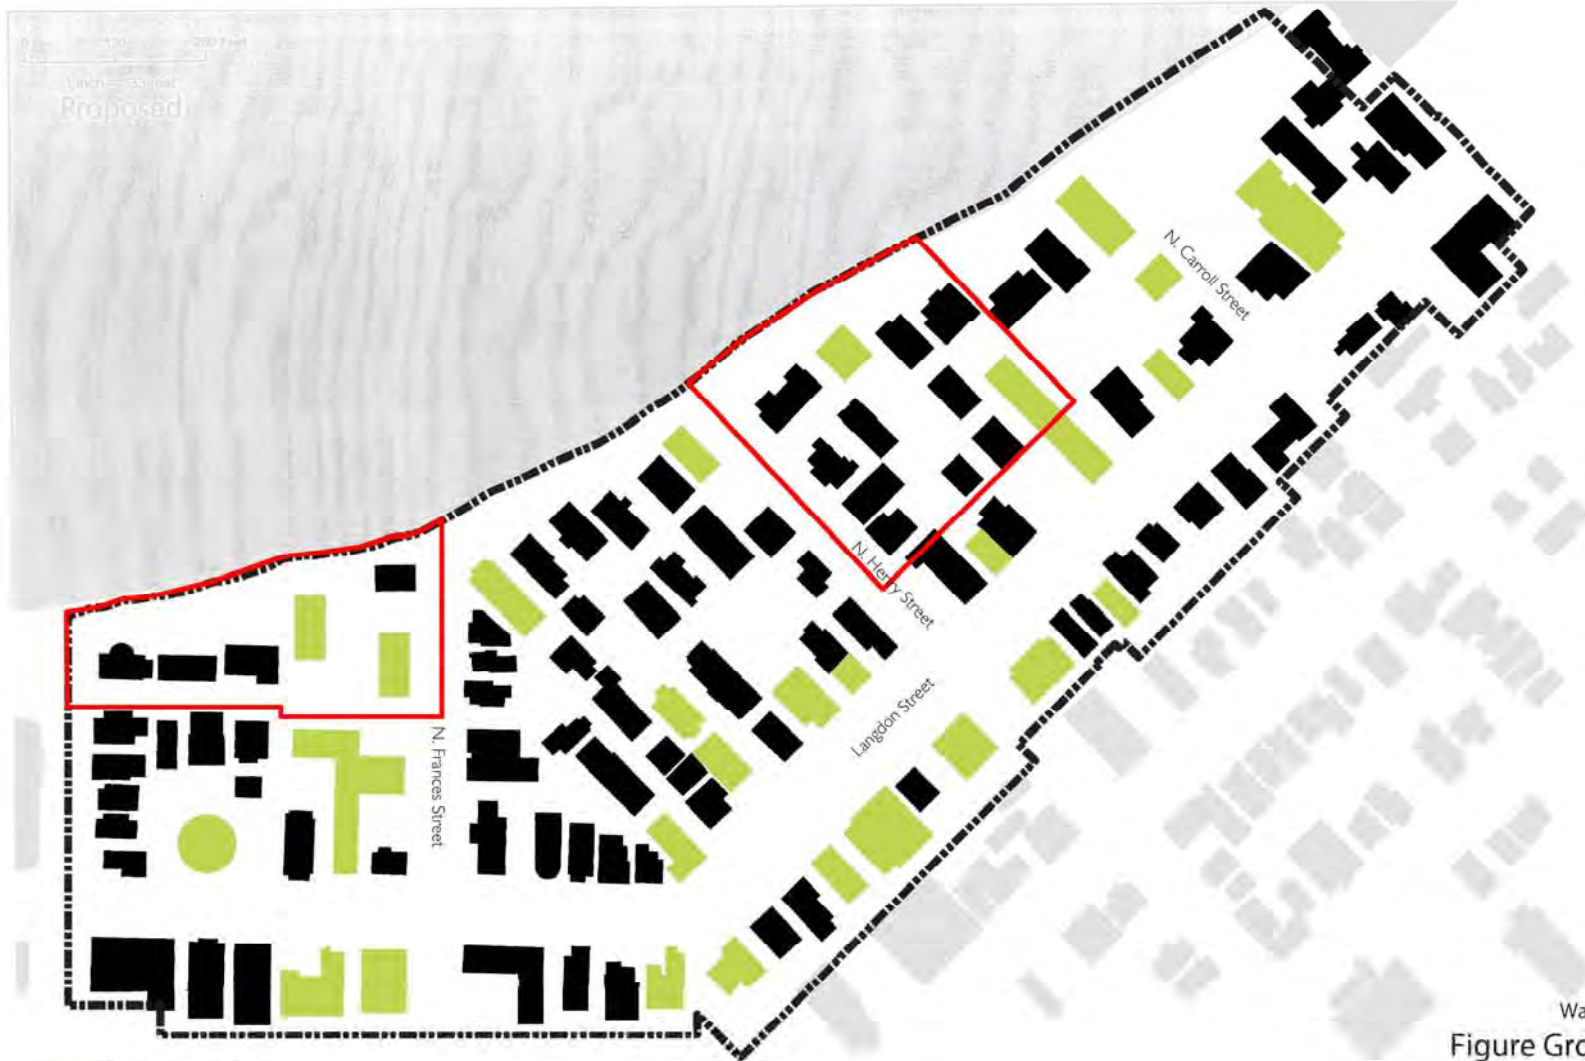 Proposed
N. Carroll Street
N. Henry Street
Langdon Street
N. Frances Street
Wa
Figure Gro